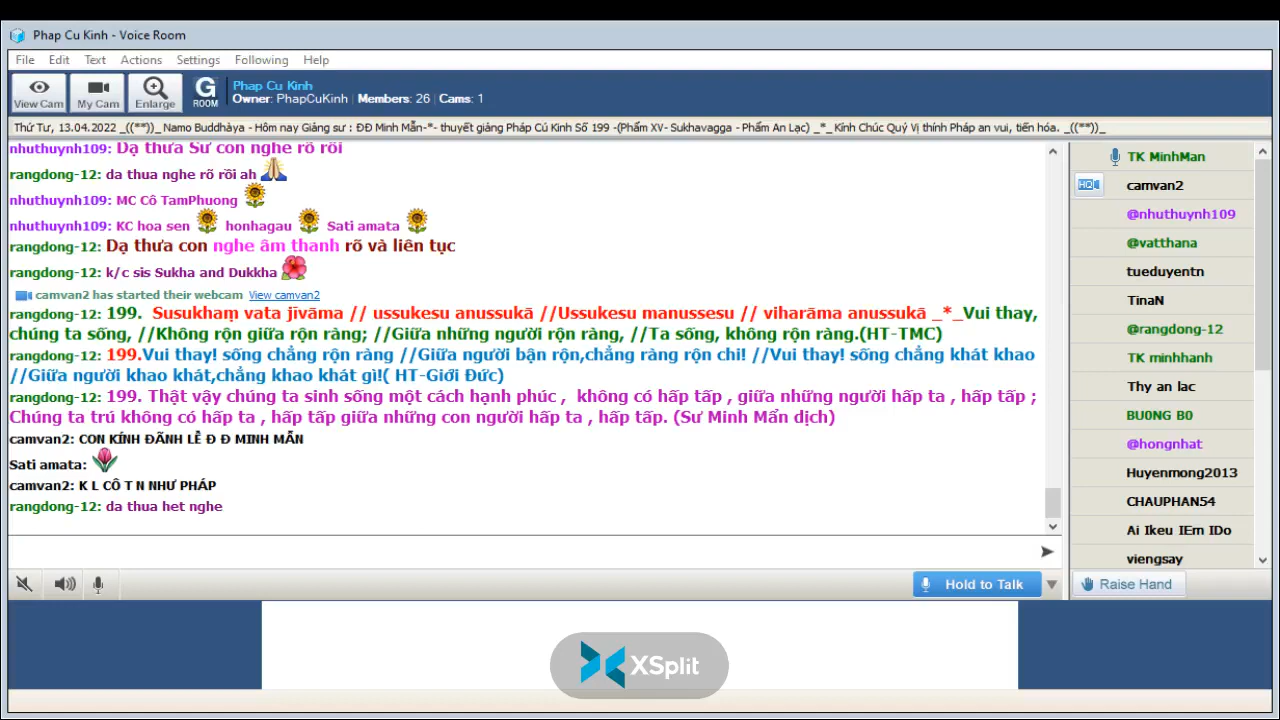 Phap Cu Kinh - Voice Room
File Edit Text Actions Settings Following Help
View Cam
My Cam
Enlarge
G
ROOM
Phap Cu Kinh
Owner: PhapCuKinh | Members: 26 | Cams: 1
Thứ Tư, 13.04.2022 _((**))_ Namo Buddhàya - Hôm nay Giảng sư : ĐĐ Minh Mẫn-*- thuyết giảng Pháp Cú Kinh Số 199 -(Phẩm XV- Sukhavagga - Phẩm An Lạc) _*_ Kính Chúc Quý Vị thính Pháp an vui, tiến hóa. _((**))_
nhuthuynh109: Dạ thưa Sư con nghe rõ rồi
rangdong-12: da thua nghe rõ rồi ah
nhuthuynh109: MC Cô TamPhuong
nhuthuynh109: KC hoa sen honhagau Sati amata
rangdong-12: Dạ thưa con nghe âm thanh rõ và liên tục
rangdong-12: k/c sis Sukha and Dukkha
camvan2 has started their webcam View camvan2
rangdong-12: 199. Susukhaṃ vata jīvāma // ussukesu anussukā //Ussukesu manussesu // viharāma anussukā _*_Vui thay,
chúng ta sống, //Không rộn giữa rộn ràng; //Giữa những người rộn ràng, //Ta sống, không rộn ràng.(HT-TMC)
rangdong-12: 199.Vui thay! sống chẳng rộn ràng //Giữa người bận rộn,chẳng ràng rộn chi! //Vui thay! sống chẳng khát khao
//Giữa người khao khát,chẳng khao khát gì!( HT-Giới Đức)
rangdong-12: 199. Thật vậy chúng ta sinh sống một cách hạnh phúc , không có hấp tấp , giữa những người hấp ta , hấp tấp ;
Chúng ta trú không có hấp ta , hấp tấp giữa những con người hấp ta , hấp tấp. (Sư Minh Mẩn dịch)
camvan2: CON KÍNH ĐÃNH LỄ Đ Đ MINH MẪN
Sati amata:
camvan2: K L CÔ T N NHƯ PHÁP
rangdong-12: da thua het nghe
Hold to Talk
TK MinhMan
HQ
camvan2
@nhuthuynh109
@vatthana
tueduyentn
TinaN
@rangdong-12
TK minhhanh
Thy an lac
BU0NG B0
@hongnhat
Huyenmong2013
CHAUPHAN54
Ai Ikeu IEm IDo
viengsay
Raise Hand
XSplit